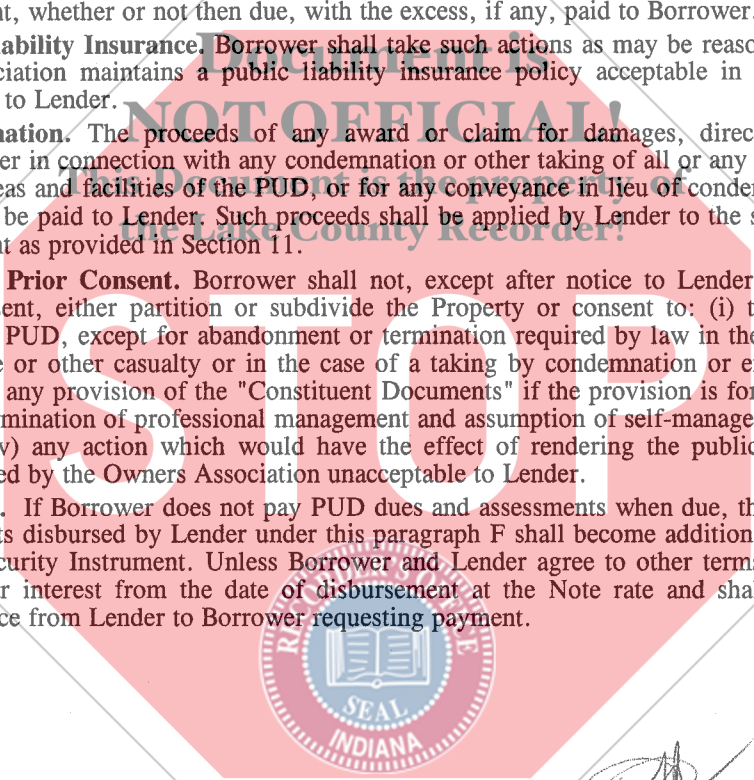 nt, whether or not then due, with the excess, if any, paid to Borrower.
ability Insurance. Borrower shall take such actions as may be reaso
ciation maintains a public liability insurance policy acceptable in
to Lender.
Document is
NOT OFFICIAL!
nation. The proceeds of any award or claim for damages, direc
er in connection with any condemnation or other taking of all or any
This Document is the property of
eas and facilities of the PUD, or for any conveyance in lieu of conde
be paid to Lender. Such proceeds shall be applied by Lender to the s
the Lake County Recorder!
nt as provided in Section 11.
Prior Consent. Borrower shall not, except after notice to Lender
sent, either partition or subdivide the Property or consent to: (i) t
PUD, except for abandonment or termination required by law in the
e or other casualty or in the case of a taking by condemnation or e
any provision of the "Constituent Documents" if the provision is for
mination of professional management and assumption of self-manage
v) any action which would have the effect of rendering the public
ed by the Owners Association unacceptable to Lender.
STOP
. If Borrower does not pay PUD dues and assessments when due, th
ts disbursed by Lender under this paragraph F shall become addition
curity Instrument. Unless Borrower and Lender agree to other terms
r interest from the date of disbursement at the Note rate and shal
ce from Lender to Borrower requesting payment.
RECORDER'S OFFICE
SEAL
INDIANA